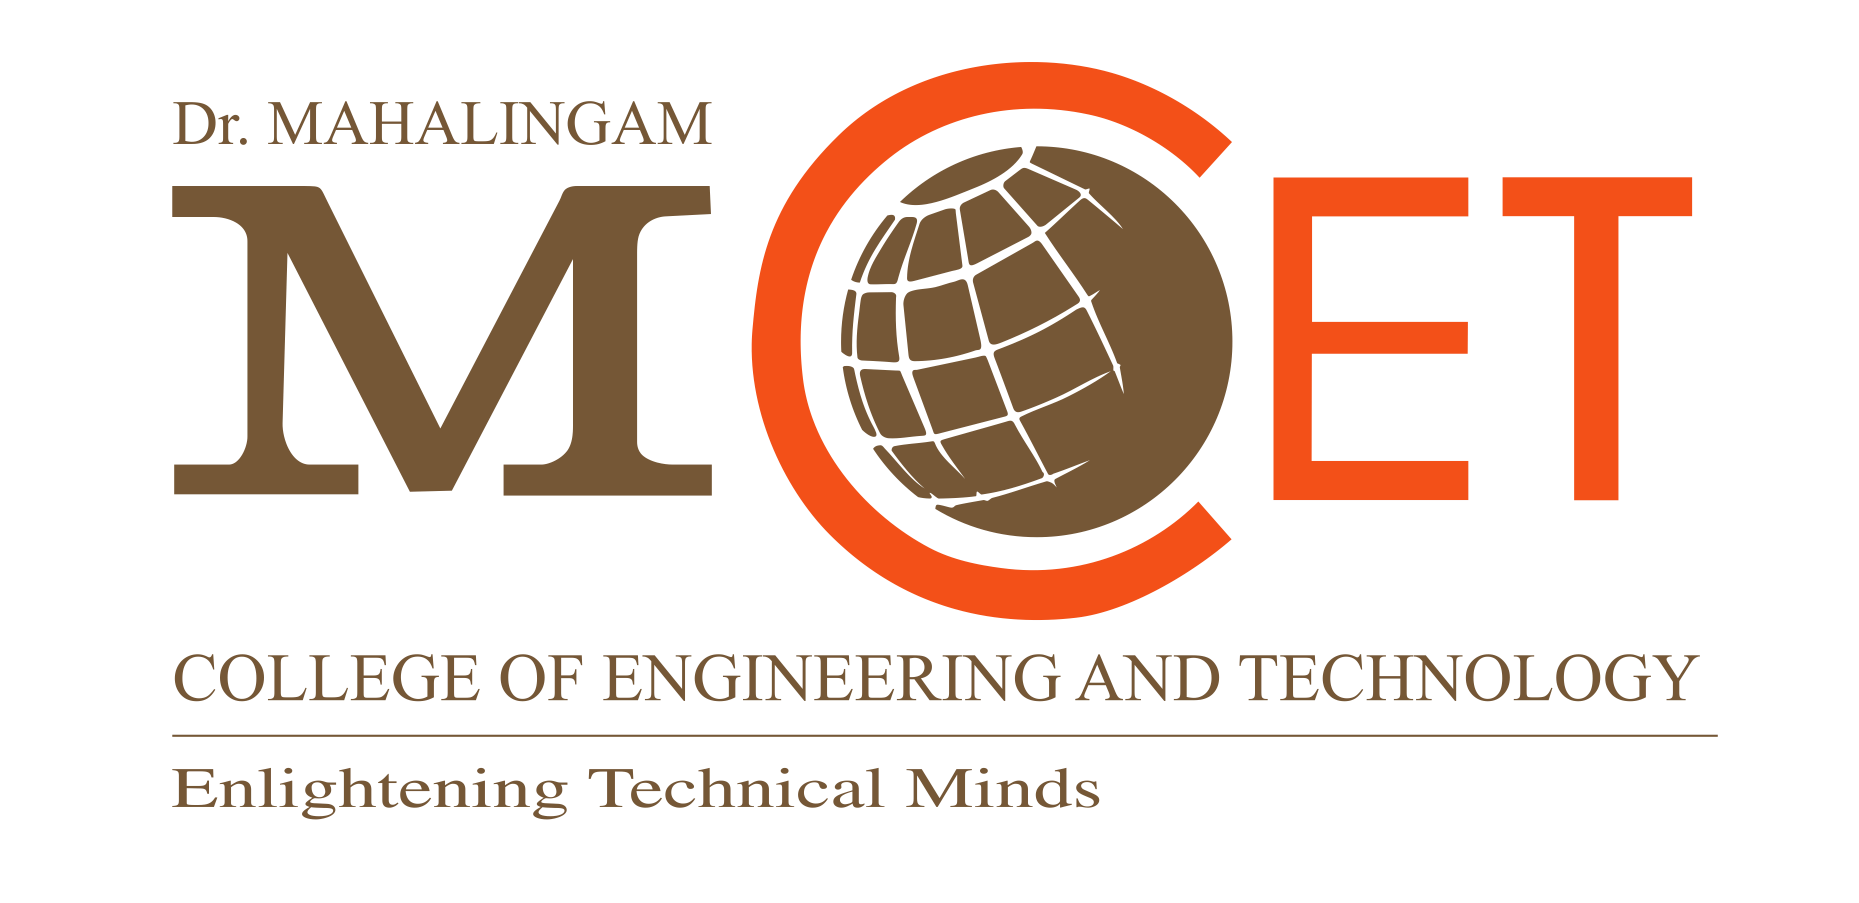 Dr. MAHALINGAM
MCET
COLLEGE OF ENGINEERING AND TECHNOLOGY
Enlightening Technical Minds